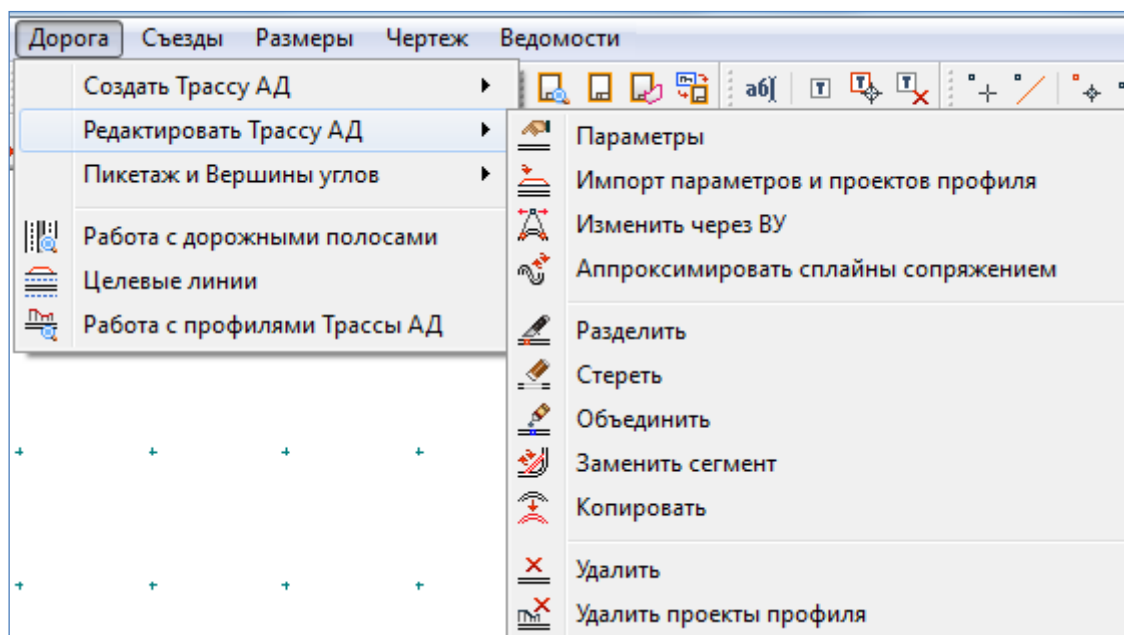 Дорога Съезды Размеры Чертеж Ведомости
Создать Трассу АД
Редактировать Трассу АД
Пикетаж и Вершины углов
Работа с дорожными полосами
Целевые линии
Работа с профилями Трассы АД
абј T T T
Параметры
Импорт параметров и проектов профиля
Изменить через ВУ
Аппроксимировать сплайны сопряжением
Разделить
Стереть
Объединить
Заменить сегмент
Копировать
Удалить
Удалить проекты профиля